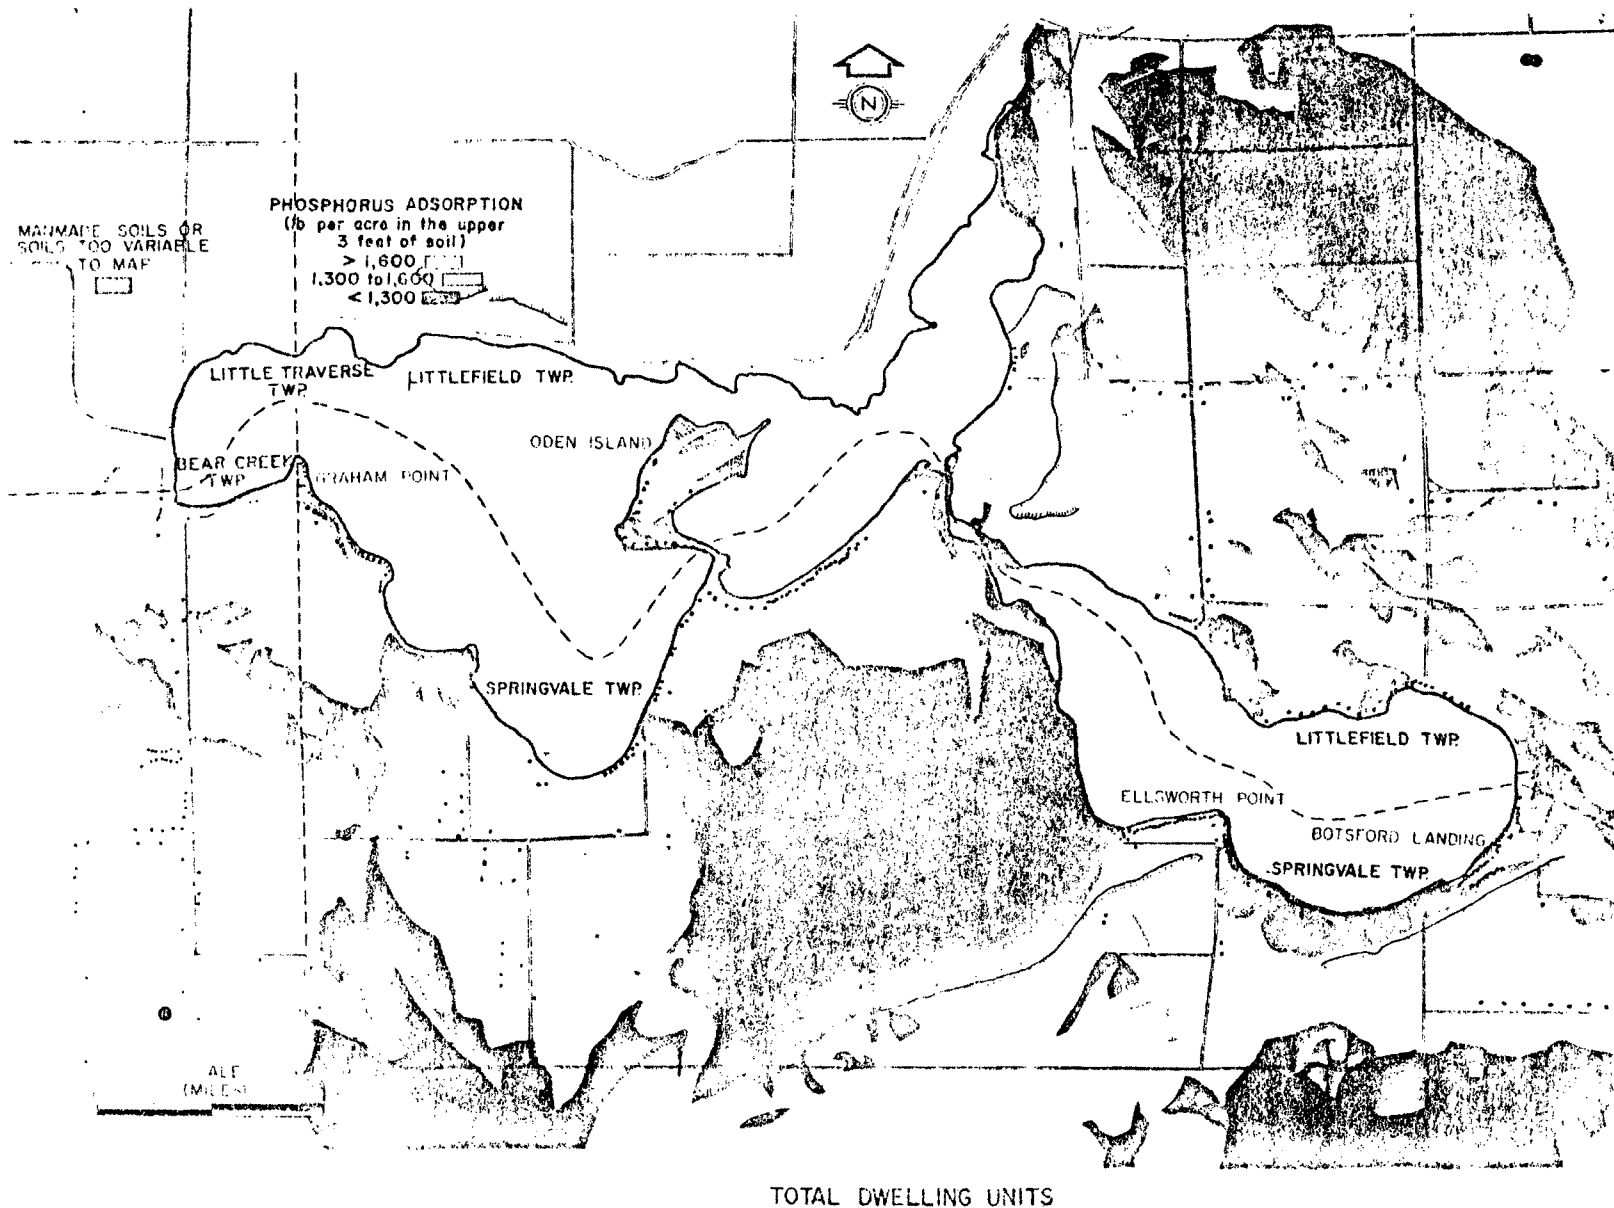 N
PHOSPHORUS ADSORPTION
(lb per acre in the upper
3 feet of soil)
> 1,600
1,300 to 1,600
< 1,300
MANMADE SOILS OR
SOILS TOO VARIABLE
TO MAP
LITTLE TRAVERSE
TWP.
LITTLEFIELD TWP.
ODEN ISLAND
BEAR CREEK
TWP.
GRAHAM POINT
SPRINGVALE TWP.
LITTLEFIELD TWP.
ELLSWORTH POINT
BOTSFORD LANDING
SPRINGVALE TWP.
ALE
(MILES)
TOTAL DWELLING UNITS